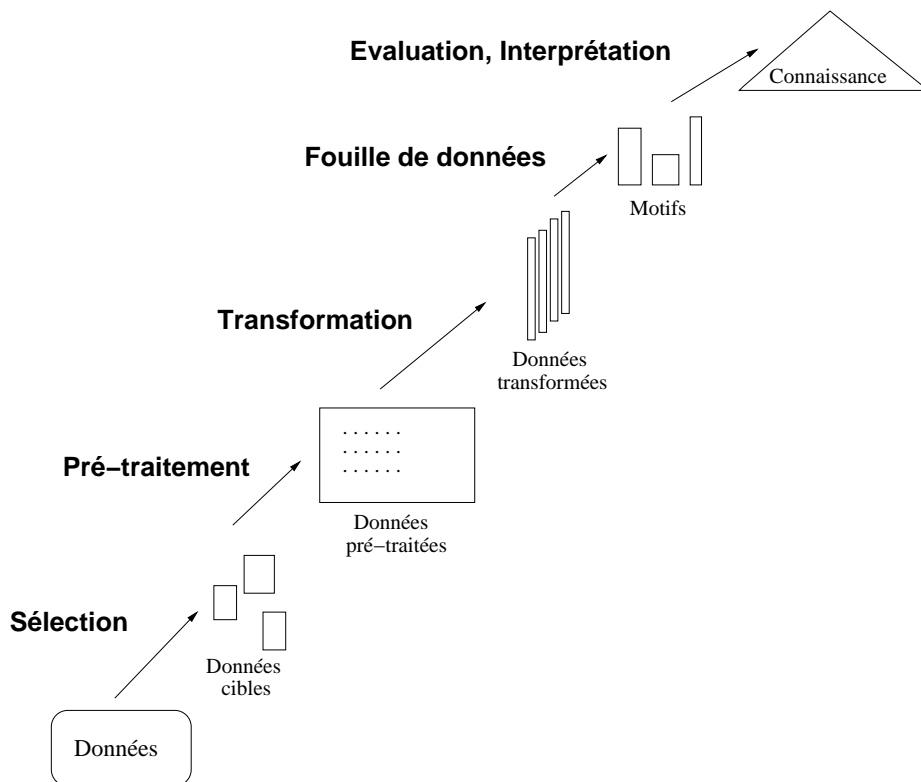 Evaluation, Interprétation
Connaissance
Fouille de données
Motifs
Transformation
Données
transformées
Pré−traitement
Données
pré−traitées
Sélection
Données
cibles
Données